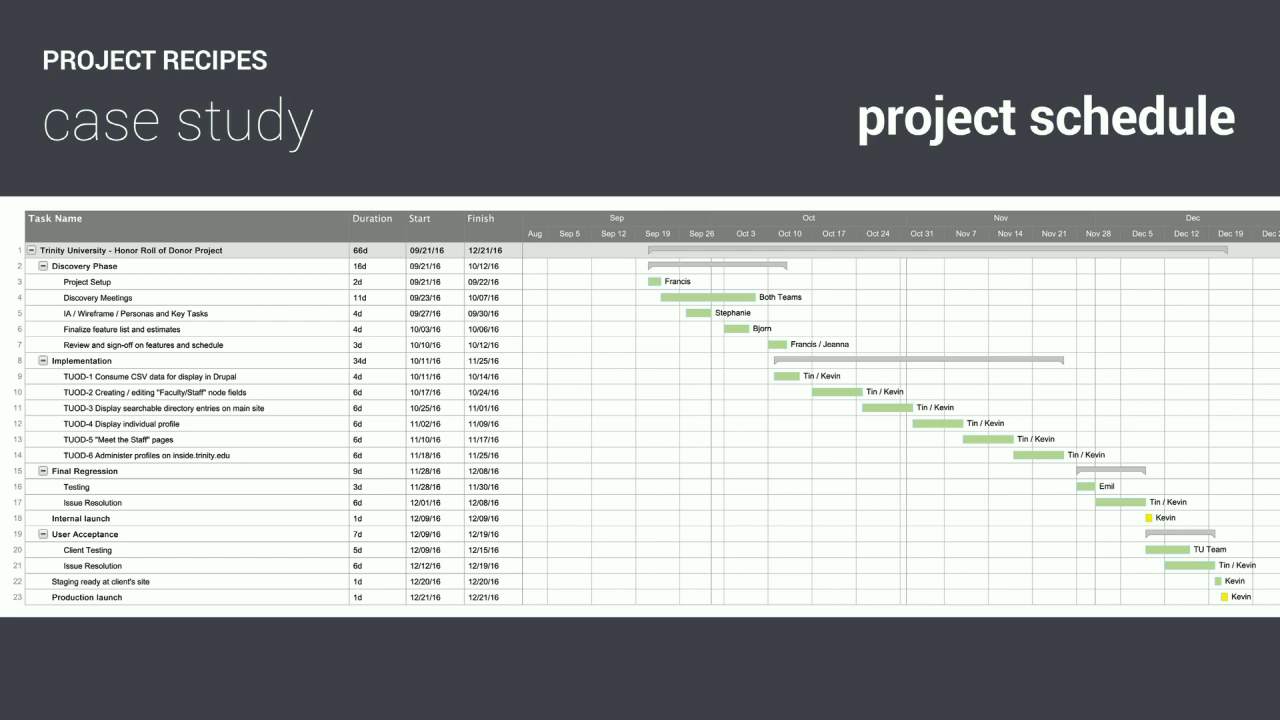 PROJECT RECIPES
case study
project schedule
Task Name Duration Start Finish Sep Oct Nov Dec
Aug Sep 5 Sep 12 Sep 19 Sep 26 Oct 3 Oct 10 Oct 17 Oct 24 Oct 31 Nov 7 Nov 14 Nov 21 Nov 28 Dec 5 Dec 12 Dec 19 Dec
1 Trinity University - Honor Roll of Donor Project 66d 09/21/16 12/21/16
2 Discovery Phase 16d 09/21/16 10/12/16
3 Project Setup 2d 09/21/16 09/22/16 Francis
4 Discovery Meetings 11d 09/23/16 10/07/16 Both Teams
5 IA / Wireframe / Personas and Key Tasks 4d 09/27/16 09/30/16 Stephanie
6 Finalize feature list and estimates 4d 10/03/16 10/06/16 Bjorn
7 Review and sign-off on features and schedule 3d 10/10/16 10/12/16 Francis / Jeanna
8 Implementation 34d 10/11/16 11/25/16
9 TUOD-1 Consume CSV data for display in Drupal 4d 10/11/16 10/14/16 Tin / Kevin
10 TUOD-2 Creating / editing "Faculty/Staff" node fields 6d 10/17/16 10/24/16 Tin / Kevin
11 TUOD-3 Display searchable directory entries on main site 6d 10/25/16 11/01/16 Tin / Kevin
12 TUOD-4 Display individual profile 6d 11/02/16 11/09/16 Tin / Kevin
13 TUOD-5 "Meet the Staff" pages 6d 11/10/16 11/17/16 Tin / Kevin
14 TUOD-6 Administer profiles on inside.trinity.edu 6d 11/18/16 11/25/16 Tin / Kevin
15 Final Regression 9d 11/28/16 12/08/16
16 Testing 3d 11/28/16 11/30/16 Emil
17 Issue Resolution 6d 12/01/16 12/08/16 Tin / Kevin
18 Internal launch 1d 12/09/16 12/09/16 Kevin
19 User Acceptance 7d 12/09/16 12/19/16
20 Client Testing 5d 12/09/16 12/15/16 TU Team
21 Issue Resolution 6d 12/12/16 12/19/16 Tin / Kevin
22 Staging ready at client's site 1d 12/20/16 12/20/16 Kevin
23 Production launch 1d 12/21/16 12/21/16 Kevin